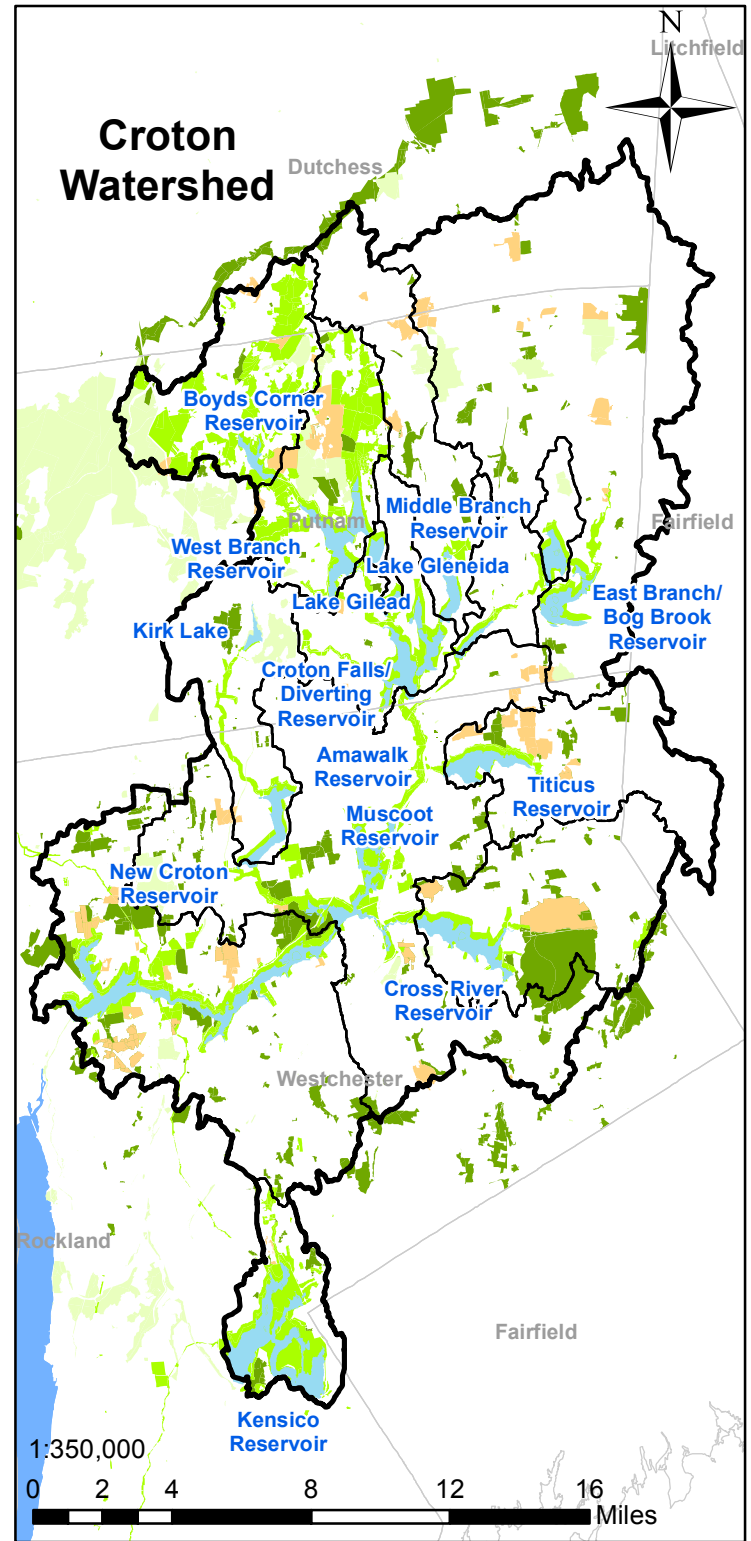 N
Litchfield
Croton
Watershed
Dutchess
Boyds Corner
Reservoir
Middle Branch
Reservoir
Putnam
Fairfield
West Branch
Reservoir
Lake Gleneida
Lake Gilead
East Branch/
Bog Brook
Reservoir
Kirk Lake
Croton Falls/
Diverting
Reservoir
Amawalk
Reservoir
Titicus
Reservoir
Muscoot
Reservoir
New Croton
Reservoir
Cross River
Reservoir
Westchester
Rockland
Fairfield
Kensico
Reservoir
1:350,000
0 2 4 8 12 16
Miles